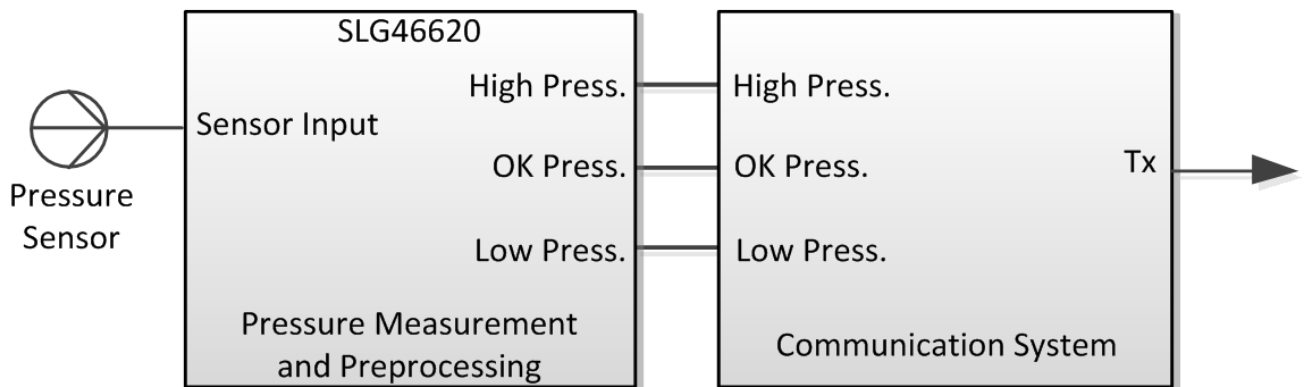 SLG46620
High Press.
High Press.
Sensor Input
OK Press.
OK Press.
Tx
Pressure
Sensor
Low Press.
Low Press.
Pressure Measurement
and Preprocessing
Communication System